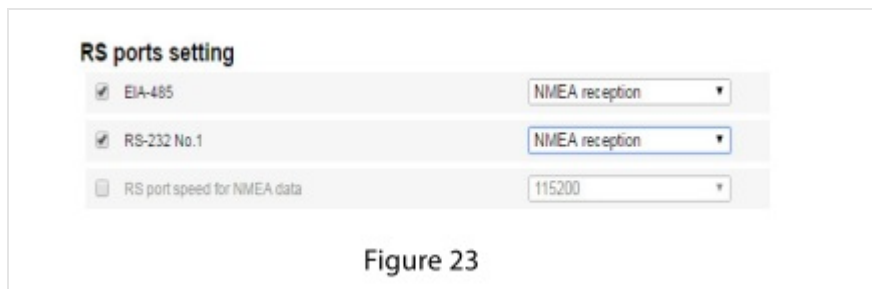 RS ports setting
EIA-485 NMEA reception
RS-232 No.1 NMEA reception
RS port speed for NMEA data 115200
Figure 23